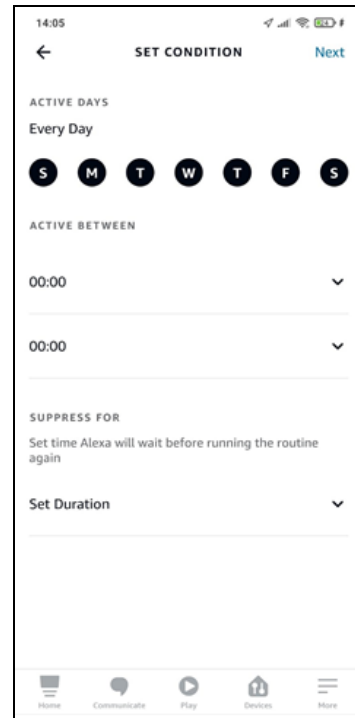 14:05
SET CONDITION
Next
ACTIVE DAYS
Every Day
S M T W T F S
ACTIVE BETWEEN
00:00
00:00
SUPPRESS FOR
Set time Alexa will wait before running the routine
again
Set Duration
Home Communicate Play Devices More